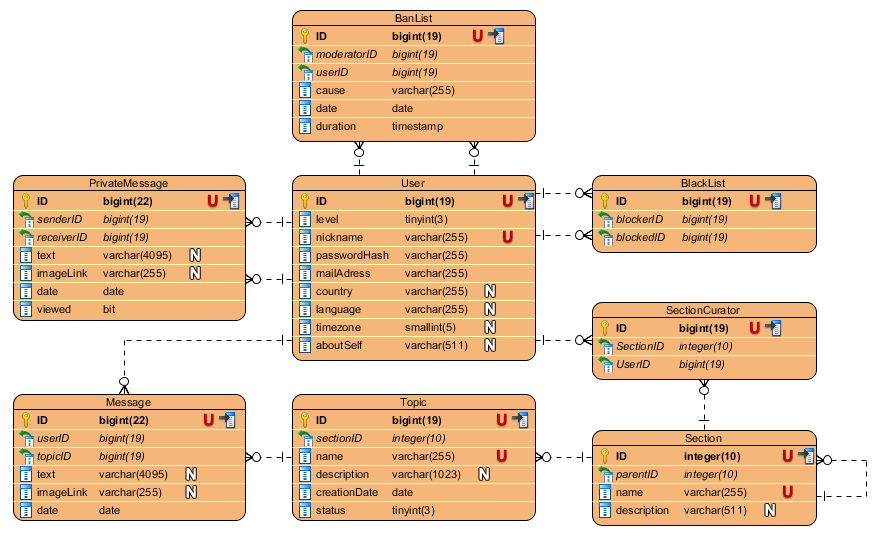 BanList
ID bigint(19) U
moderatorID bigint(19)
userID bigint(19)
cause varchar(255)
date date
duration timestamp
PrivateMessage
ID bigint(22) U
senderID bigint(19)
receiverID bigint(19)
text varchar(4095) N
imageLink varchar(255) N
date date
viewed bit
User
ID bigint(19) U
level tinyint(3)
nickname varchar(255) U
passwordHash varchar(255)
mailAdress varchar(255)
country varchar(255) N
language varchar(255) N
timezone smallint(5) N
aboutSelf varchar(511) N
BlackList
ID bigint(19) U
blockerID bigint(19)
blockedID bigint(19)
SectionCurator
ID bigint(19) U
SectionID integer(10)
UserID bigint(19)
Message
ID bigint(22) U
userID bigint(19)
topicID bigint(19)
text varchar(4095) N
imageLink varchar(255) N
date date
Topic
ID bigint(19) U
sectionID integer(10)
name varchar(255) U
description varchar(1023) N
creationDate date
status tinyint(3)
Section
ID integer(10) U
parentID integer(10)
name varchar(255) U
description varchar(511) N